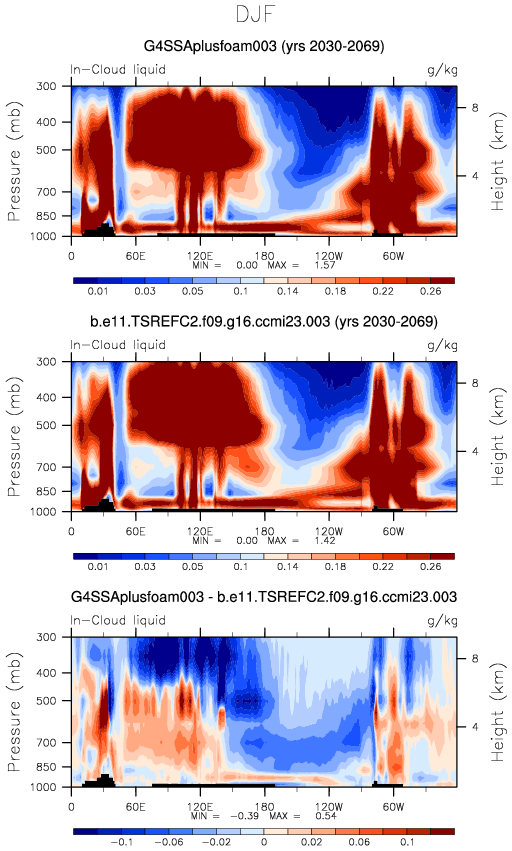 DJF
G4SSAplusfoam003 (yrs 2030-2069)
In-Cloud liquid g/kg
Pressure (mb)
300
400
500
700
850
1000
8
4
Height (km)
0 60E 120E 180 120W 60W
MIN = 0.00 MAX = 1.57
0.01 0.03 0.05 0.1 0.14 0.18 0.22 0.26
b.e11.TSREFC2.f09.g16.ccmi23.003 (yrs 2030-2069)
In-Cloud liquid g/kg
Pressure (mb)
300
400
500
700
850
1000
8
4
Height (km)
0 60E 120E 180 120W 60W
MIN = 0.00 MAX = 1.42
0.01 0.03 0.05 0.1 0.14 0.18 0.22 0.26
G4SSAplusfoam003 - b.e11.TSREFC2.f09.g16.ccmi23.003
In-Cloud liquid g/kg
Pressure (mb)
300
400
500
700
850
1000
8
4
Height (km)
0 60E 120E 180 120W 60W
MIN = -0.39 MAX = 0.54
-0.1 -0.06 -0.02 0 0.02 0.06 0.1